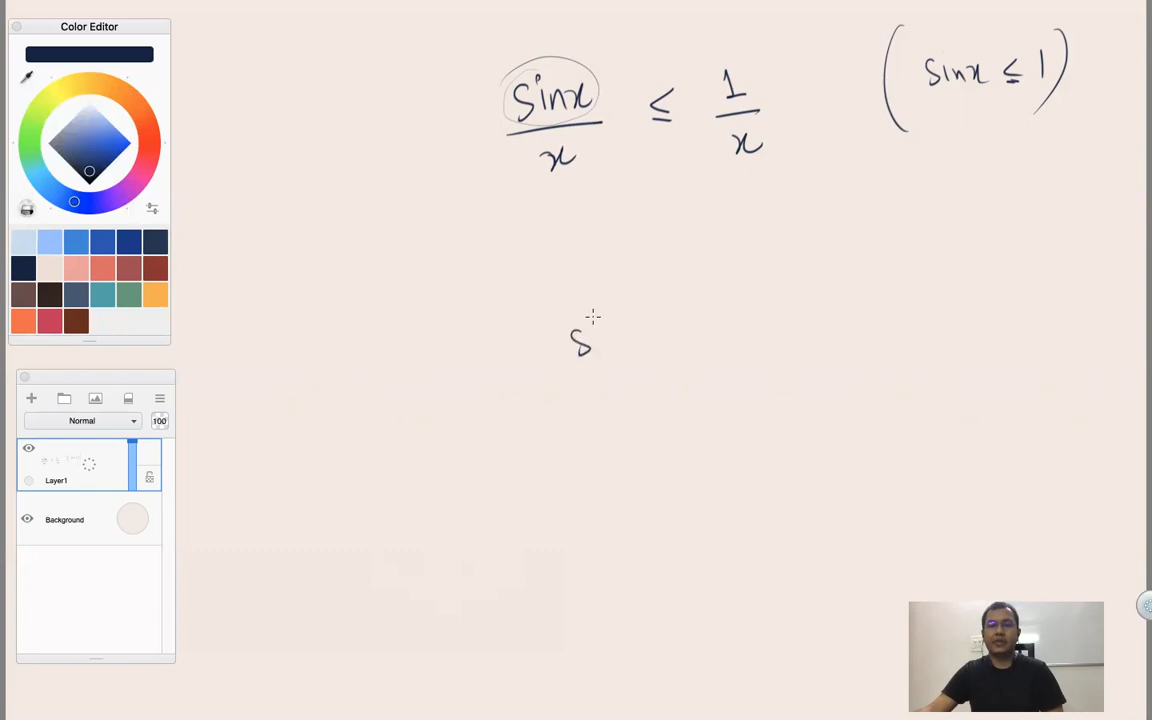 Color Editor
sinx / x ≤ 1 / x
(sinx ≤ 1)
s
Normal
100
Layer1
Background